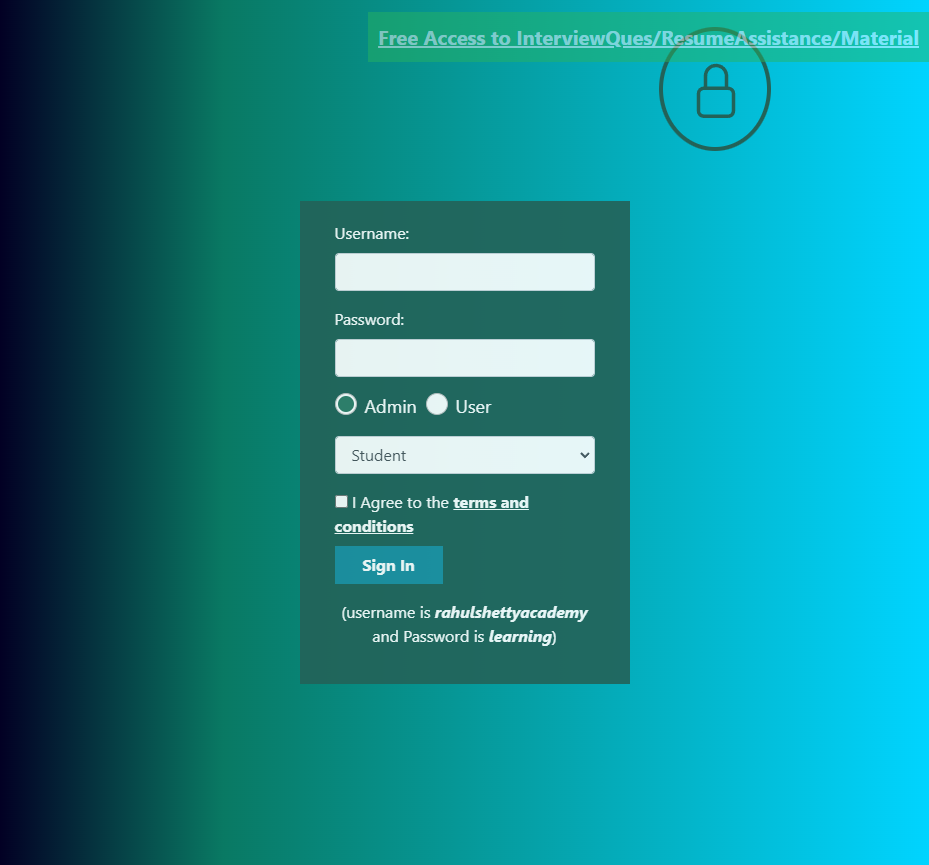 Free Access to InterviewQues/ResumeAssistance/Material
Username:
Password:
Admin User
Student
I Agree to the terms and
conditions
Sign In
(username is rahulshettyacademy
and Password is learning)